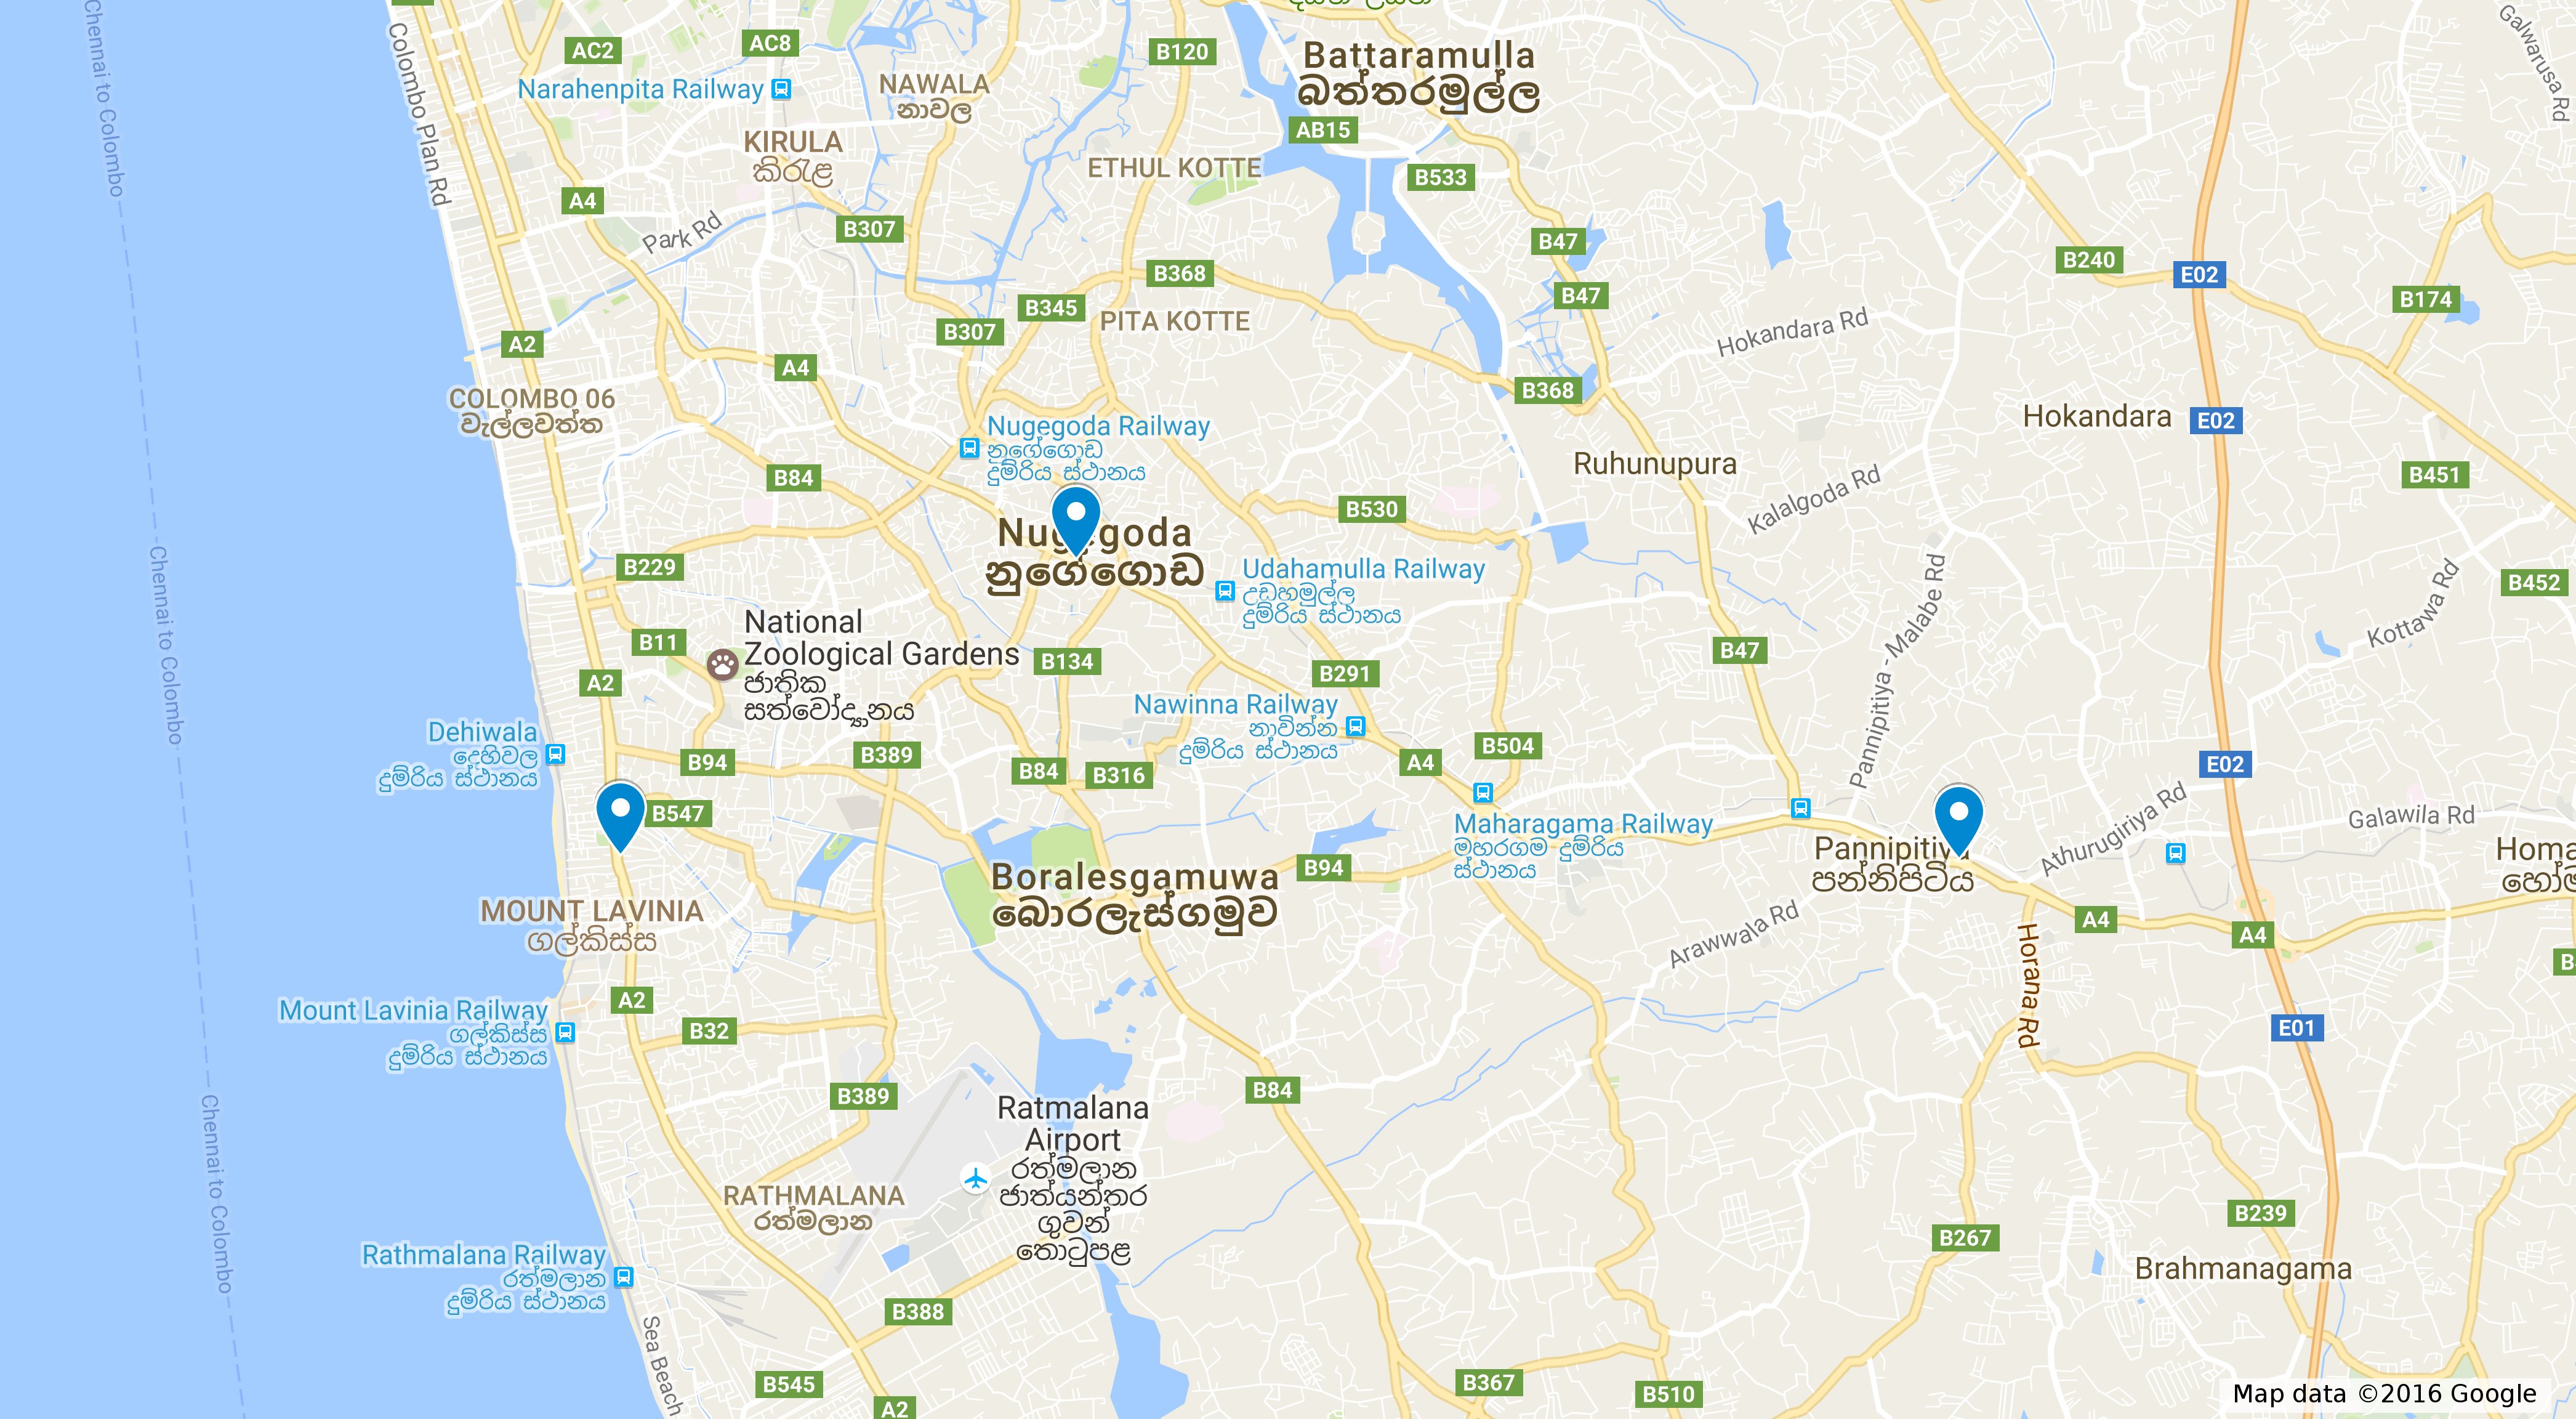 Chennai to Colombo
Colombo Plan Rd
AC2
AC8
B120
Battaramulla
බත්තරමුල්ල
Galwarusa Rd
Narahenpita Railway
NAWALA
නාවල
KIRULA
කිරුළ
AB15
ETHUL KOTTE
B533
A4
Park Rd
B307
B47
B240
E02
B368
B47
B174
B345
B307
PITA KOTTE
Hokandara Rd
A2
A4
B368
COLOMBO 06
වැල්ලවත්ත
Hokandara
E02
Nugegoda Railway
නුගේගොඩ
දුම්රිය ස්ථානය
Ruhunupura
B84
B451
Kalalgoda Rd
B530
Nugegoda
නුගේගොඩ
B229
Chennai to Colombo
Udahamulla Railway
උඩහමුල්ල
දුම්රිය ස්ථානය
B452
Kottawa Rd
Pannipitiya - Malabe Rd
National
Zoological Gardens
ජාතික
සත්වෝද්‍යානය
B11
B134
B47
B291
A2
Nawinna Railway
නාවින්න
දුම්රිය ස්ථානය
Dehiwala
දෙහිවල
දුම්රිය ස්ථානය
B94
B389
B84
B316
A4
B504
E02
B547
Maharagama Railway
මහරගම දුම්රිය
ස්ථානය
Pannipitiya
පන්නිපිටිය
Athurugiriya Rd
Galawila Rd
Homa
හෝම
Boralesgamuwa
බොරලැස්ගමුව
B94
MOUNT LAVINIA
ගල්කිස්ස
Arawwala Rd
A4
A4
B
Horana Rd
Mount Lavinia Railway
ගල්කිස්ස
දුම්රිය ස්ථානය
A2
B32
E01
B389
B84
Ratmalana
Airport
රත්මලාන
ජාත්යන්තර
ගුවන්
තොටුපළ
Chennai to Colombo
RATHMALANA
රත්මලාන
B239
B267
Rathmalana Railway
රත්මලාන
දුම්රිය ස්ථානය
Brahmanagama
B388
Sea Beach
B545
A2
B367
B510
Map data ©2016 Google